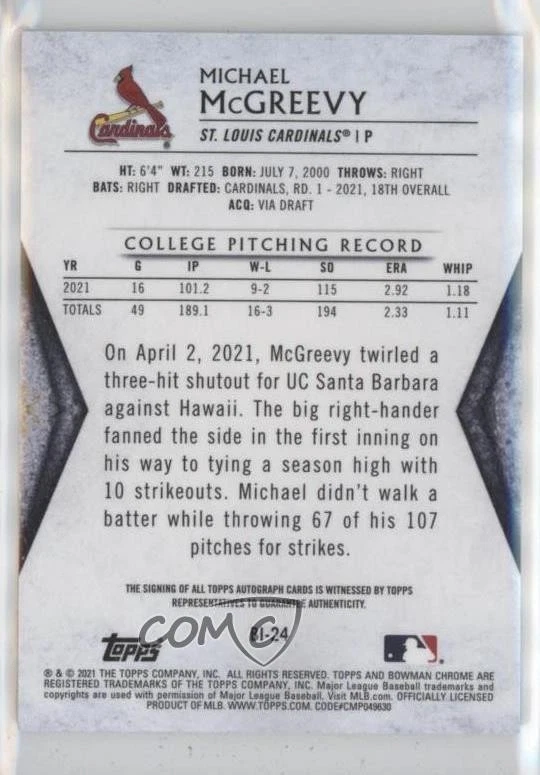 Cardinals
MICHAEL
McGREEVY
ST. LOUIS CARDINALS® | P
HT: 6'4" WT: 215 BORN: JULY 7, 2000 THROWS: RIGHT
BATS: RIGHT DRAFTED: CARDINALS, RD. 1 - 2021, 18TH OVERALL
ACQ: VIA DRAFT
COLLEGE PITCHING RECORD
YR G IP W-L SO ERA WHIP
2021 16 101.2 9-2 115 2.92 1.18
TOTALS 49 189.1 16-3 194 2.33 1.11
On April 2, 2021, McGreevy twirled a
three-hit shutout for UC Santa Barbara
against Hawaii. The big right-hander
fanned the side in the first inning on
his way to tying a season high with
10 strikeouts. Michael didn't walk a
batter while throwing 67 of his 107
pitches for strikes.
THE SIGNING OF ALL TOPPS AUTOGRAPH CARDS IS WITNESSED BY TOPPS
REPRESENTATIVES TO GUARANTEE AUTHENTICITY.
COMC
BI-24
Topps
® & © 2021 THE TOPPS COMPANY, INC. ALL RIGHTS RESERVED. TOPPS AND BOWMAN CHROME ARE
REGISTERED TRADEMARKS OF THE TOPPS COMPANY, INC. Major League Baseball trademarks and
copyrights are used with permission of Major League Baseball. Visit MLB.com. OFFICIALLY LICENSED
PRODUCT OF MLB. WWW.TOPPS.COM. CODE#CMP049630